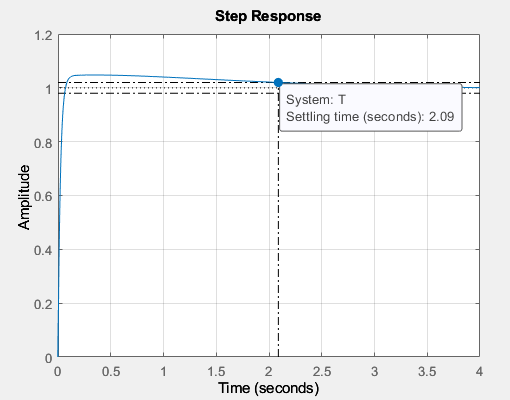 Step Response
1.2
1
0.8
0.6
0.4
0.2
0
Amplitude
System: T
Settling time (seconds): 2.09
0 0.5 1 1.5 2 2.5 3 3.5 4
Time (seconds)